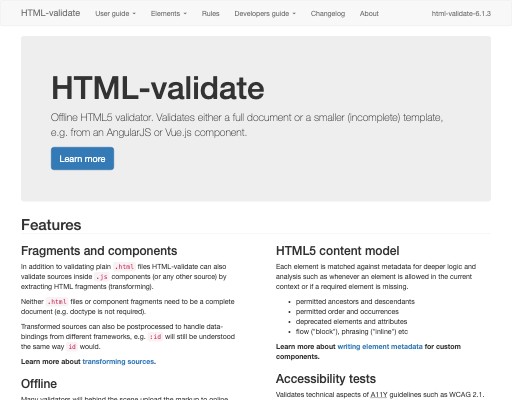 HTML-validate User guide Elements Rules Developers guide Changelog About html-validate-6.1.3
HTML-validate
Offline HTML5 validator. Validates either a full document or a smaller (incomplete) template,
e.g. from an AngularJS or Vue.js component.
Learn more
Features
Fragments and components
In addition to validating plain .html files HTML-validate can also
validate sources inside .js components (or any other source) by
extracting HTML fragments (transforming).
Neither .html files or component fragments need to be a complete
document (e.g. doctype is not required).
Transformed sources can also be postprocessed to handle data-
bindings from different frameworks, e.g. :id will still be understood
the same way id would.
Learn more about transforming sources.
Offline
Many validators will behind the scene upload the markup to online
HTML5 content model
Each element is matched against metadata for deeper logic and
analysis such as whenever an element is allowed in the current
context or if a required element is missing.
• permitted ancestors and descendants
• permitted order and occurrences
• deprecated elements and attributes
• flow ("block"), phrasing ("inline") etc
Learn more about writing element metadata for custom
components.
Accessibility tests
Validates technical aspects of A11Y guidelines such as WCAG 2.1.